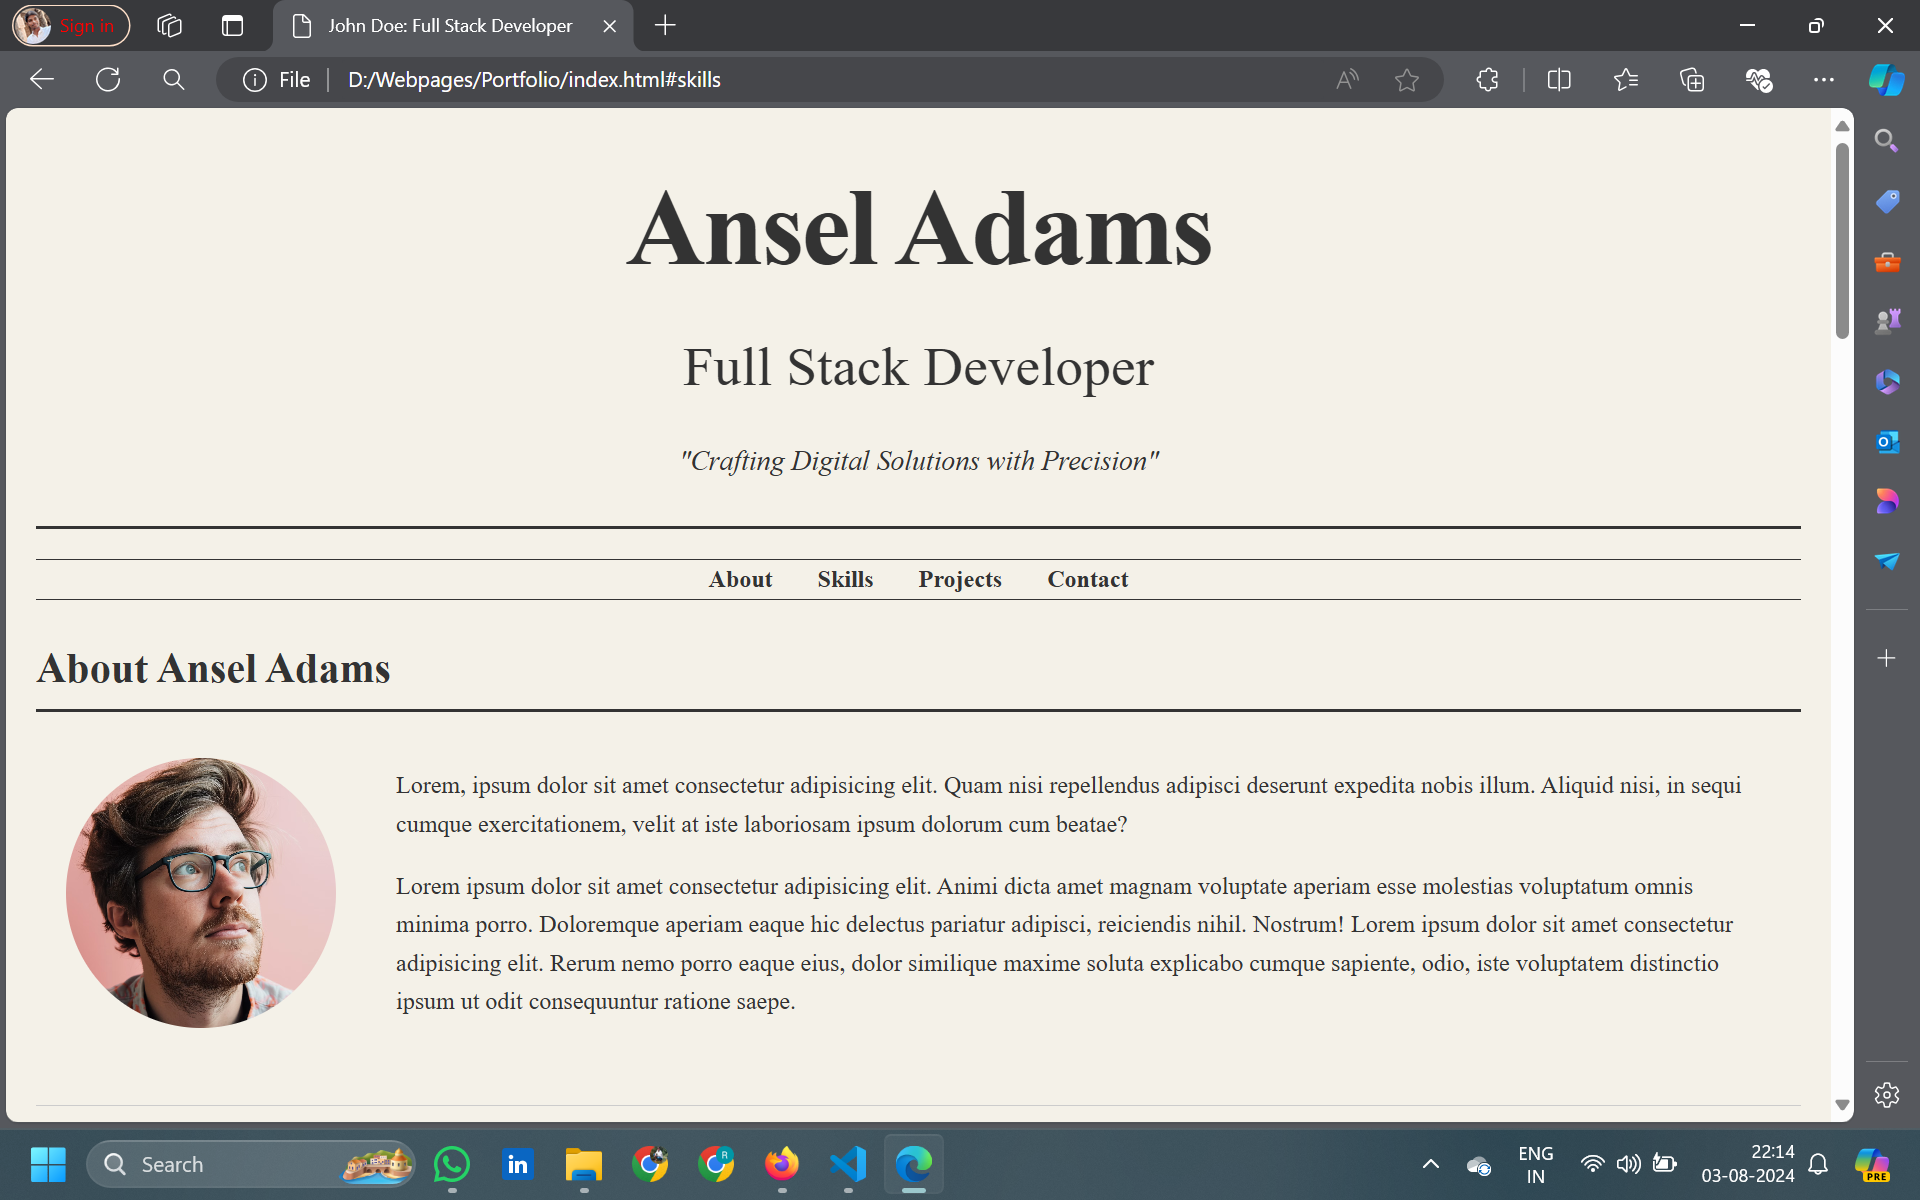 Sign in
John Doe: Full Stack Developer
File
D:/Webpages/Portfolio/index.html#skills
Ansel Adams
Full Stack Developer
"Crafting Digital Solutions with Precision"
About Skills Projects Contact
About Ansel Adams
Lorem, ipsum dolor sit amet consectetur adipisicing elit. Quam nisi repellendus adipisci deserunt expedita nobis illum. Aliquid nisi, in sequi
cumque exercitationem, velit at iste laboriosam ipsum dolorum cum beatae?
Lorem ipsum dolor sit amet consectetur adipisicing elit. Animi dicta amet magnam voluptate aperiam esse molestias voluptatum omnis
minima porro. Doloremque aperiam eaque hic delectus pariatur adipisci, reiciendis nihil. Nostrum! Lorem ipsum dolor sit amet consectetur
adipisicing elit. Rerum nemo porro eaque eius, dolor similique maxime soluta explicabo cumque sapiente, odio, iste voluptatem distinctio
ipsum ut odit consequuntur ratione saepe.
Search
ENG
IN
22:14
03-08-2024
PRE